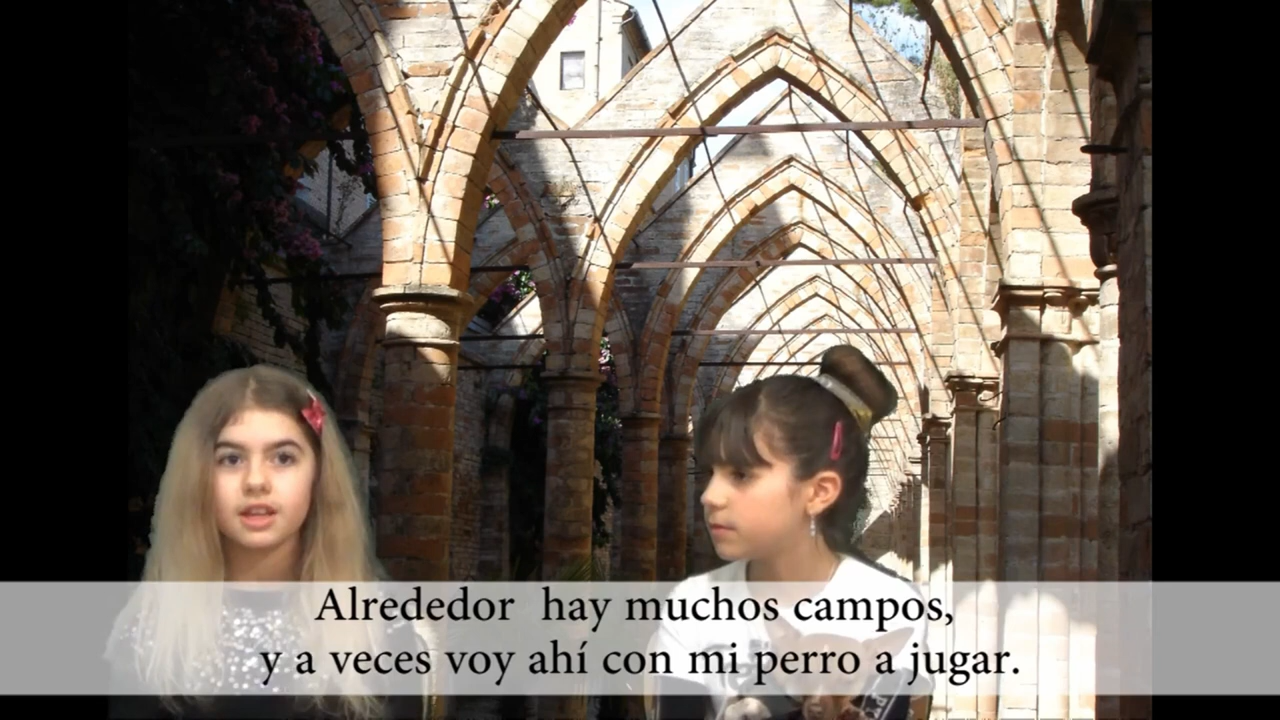 Alrededor hay muchos campos,
y a veces voy ahí con mi perro a jugar.